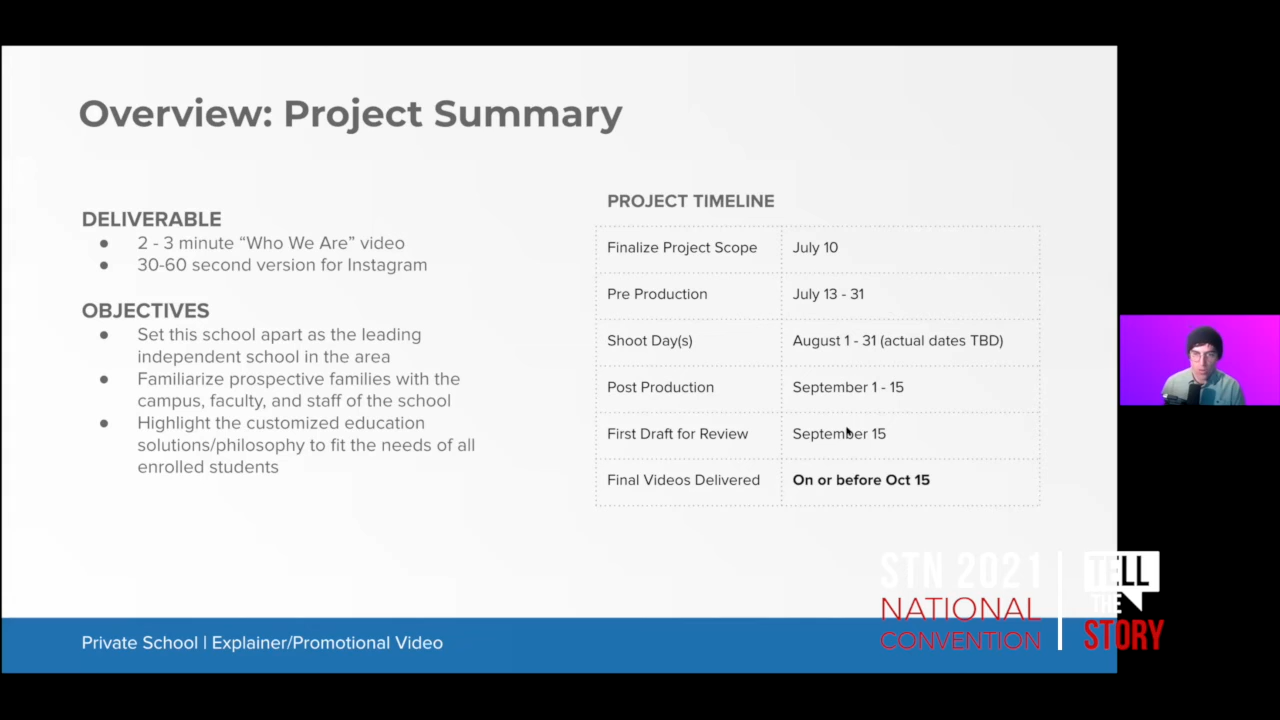 Overview: Project Summary
DELIVERABLE
● 2 - 3 minute “Who We Are” video
● 30-60 second version for Instagram
OBJECTIVES
● Set this school apart as the leading
independent school in the area
● Familiarize prospective families with the
campus, faculty, and staff of the school
● Highlight the customized education
solutions/philosophy to fit the needs of all
enrolled students
PROJECT TIMELINE
Finalize Project Scope July 10
Pre Production July 13 - 31
Shoot Day(s) August 1 - 31 (actual dates TBD)
Post Production September 1 - 15
First Draft for Review September 15
Final Videos Delivered On or before Oct 15
Private School | Explainer/Promotional Video
STN 2021
NATIONAL
CONVENTION
TELL
THE
STORY